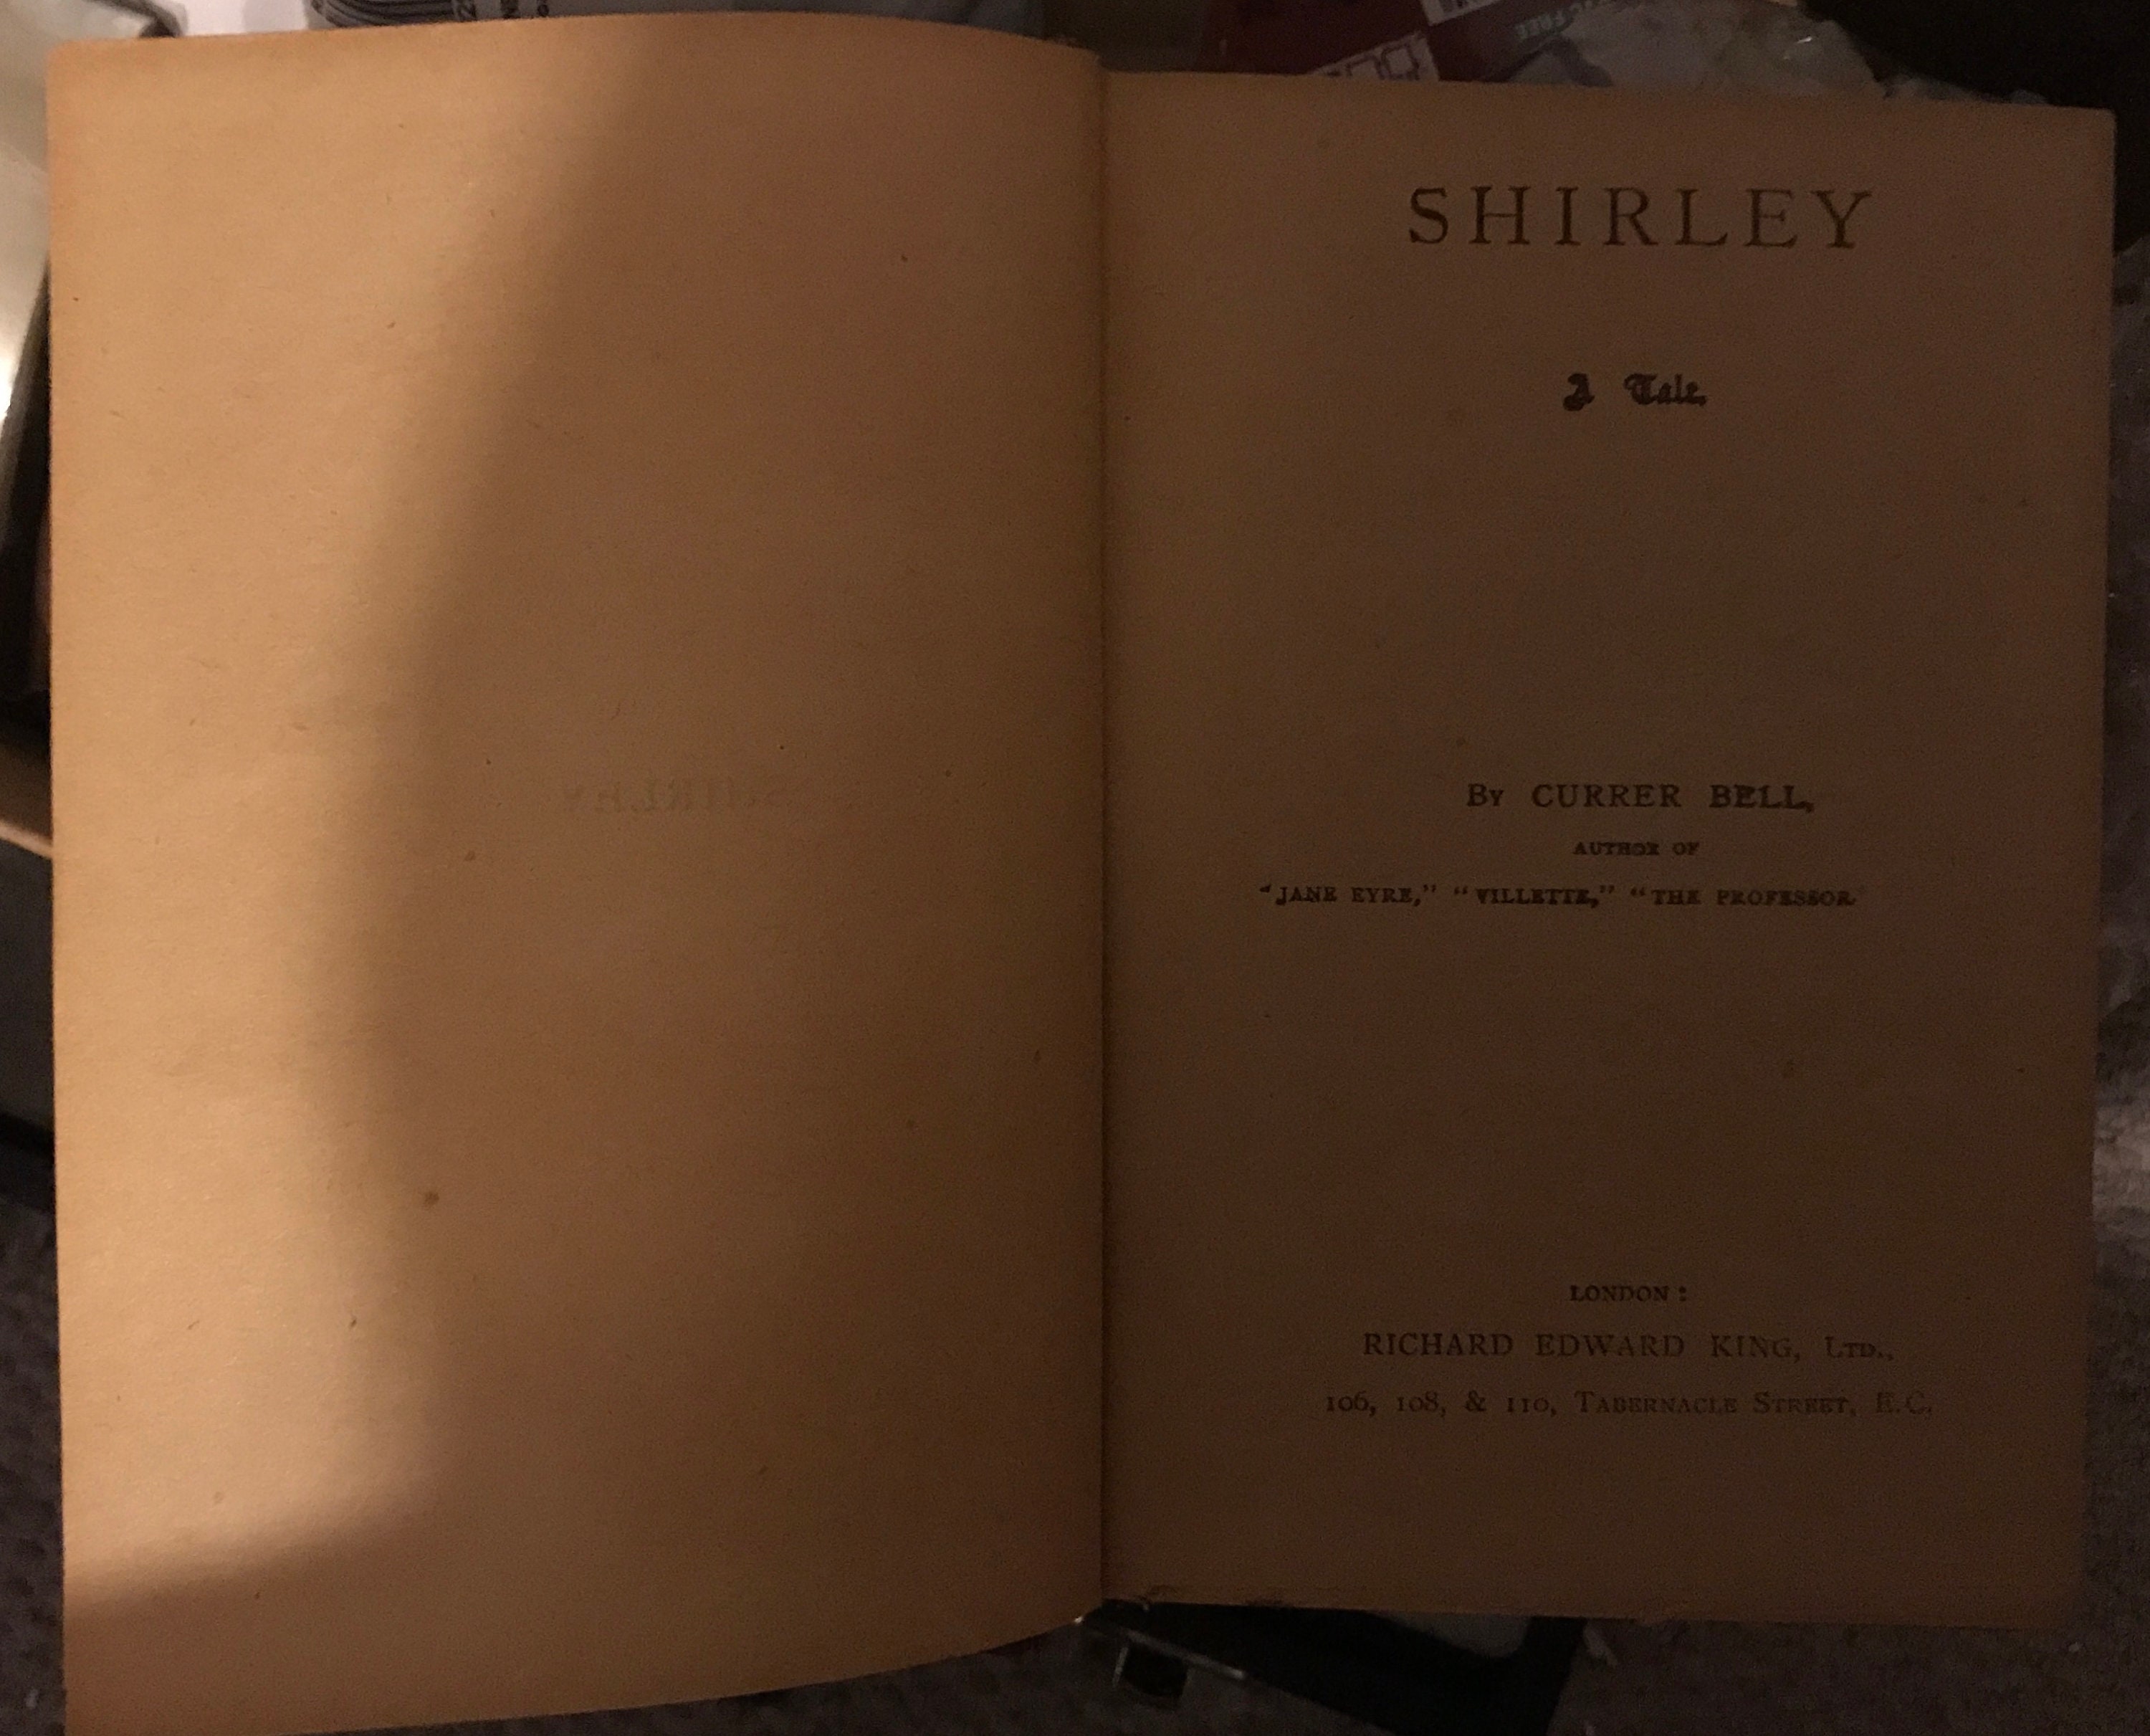 SHIRLEY
A Tale.
By CURRER BELL,
AUTHOR OF
"JANE EYRE," "VILLETTE," "THE PROFESSOR
LONDON:
RICHARD EDWARD KING, LTD.,
106, 108, & 110, TABERNACLE STREET, E.C.